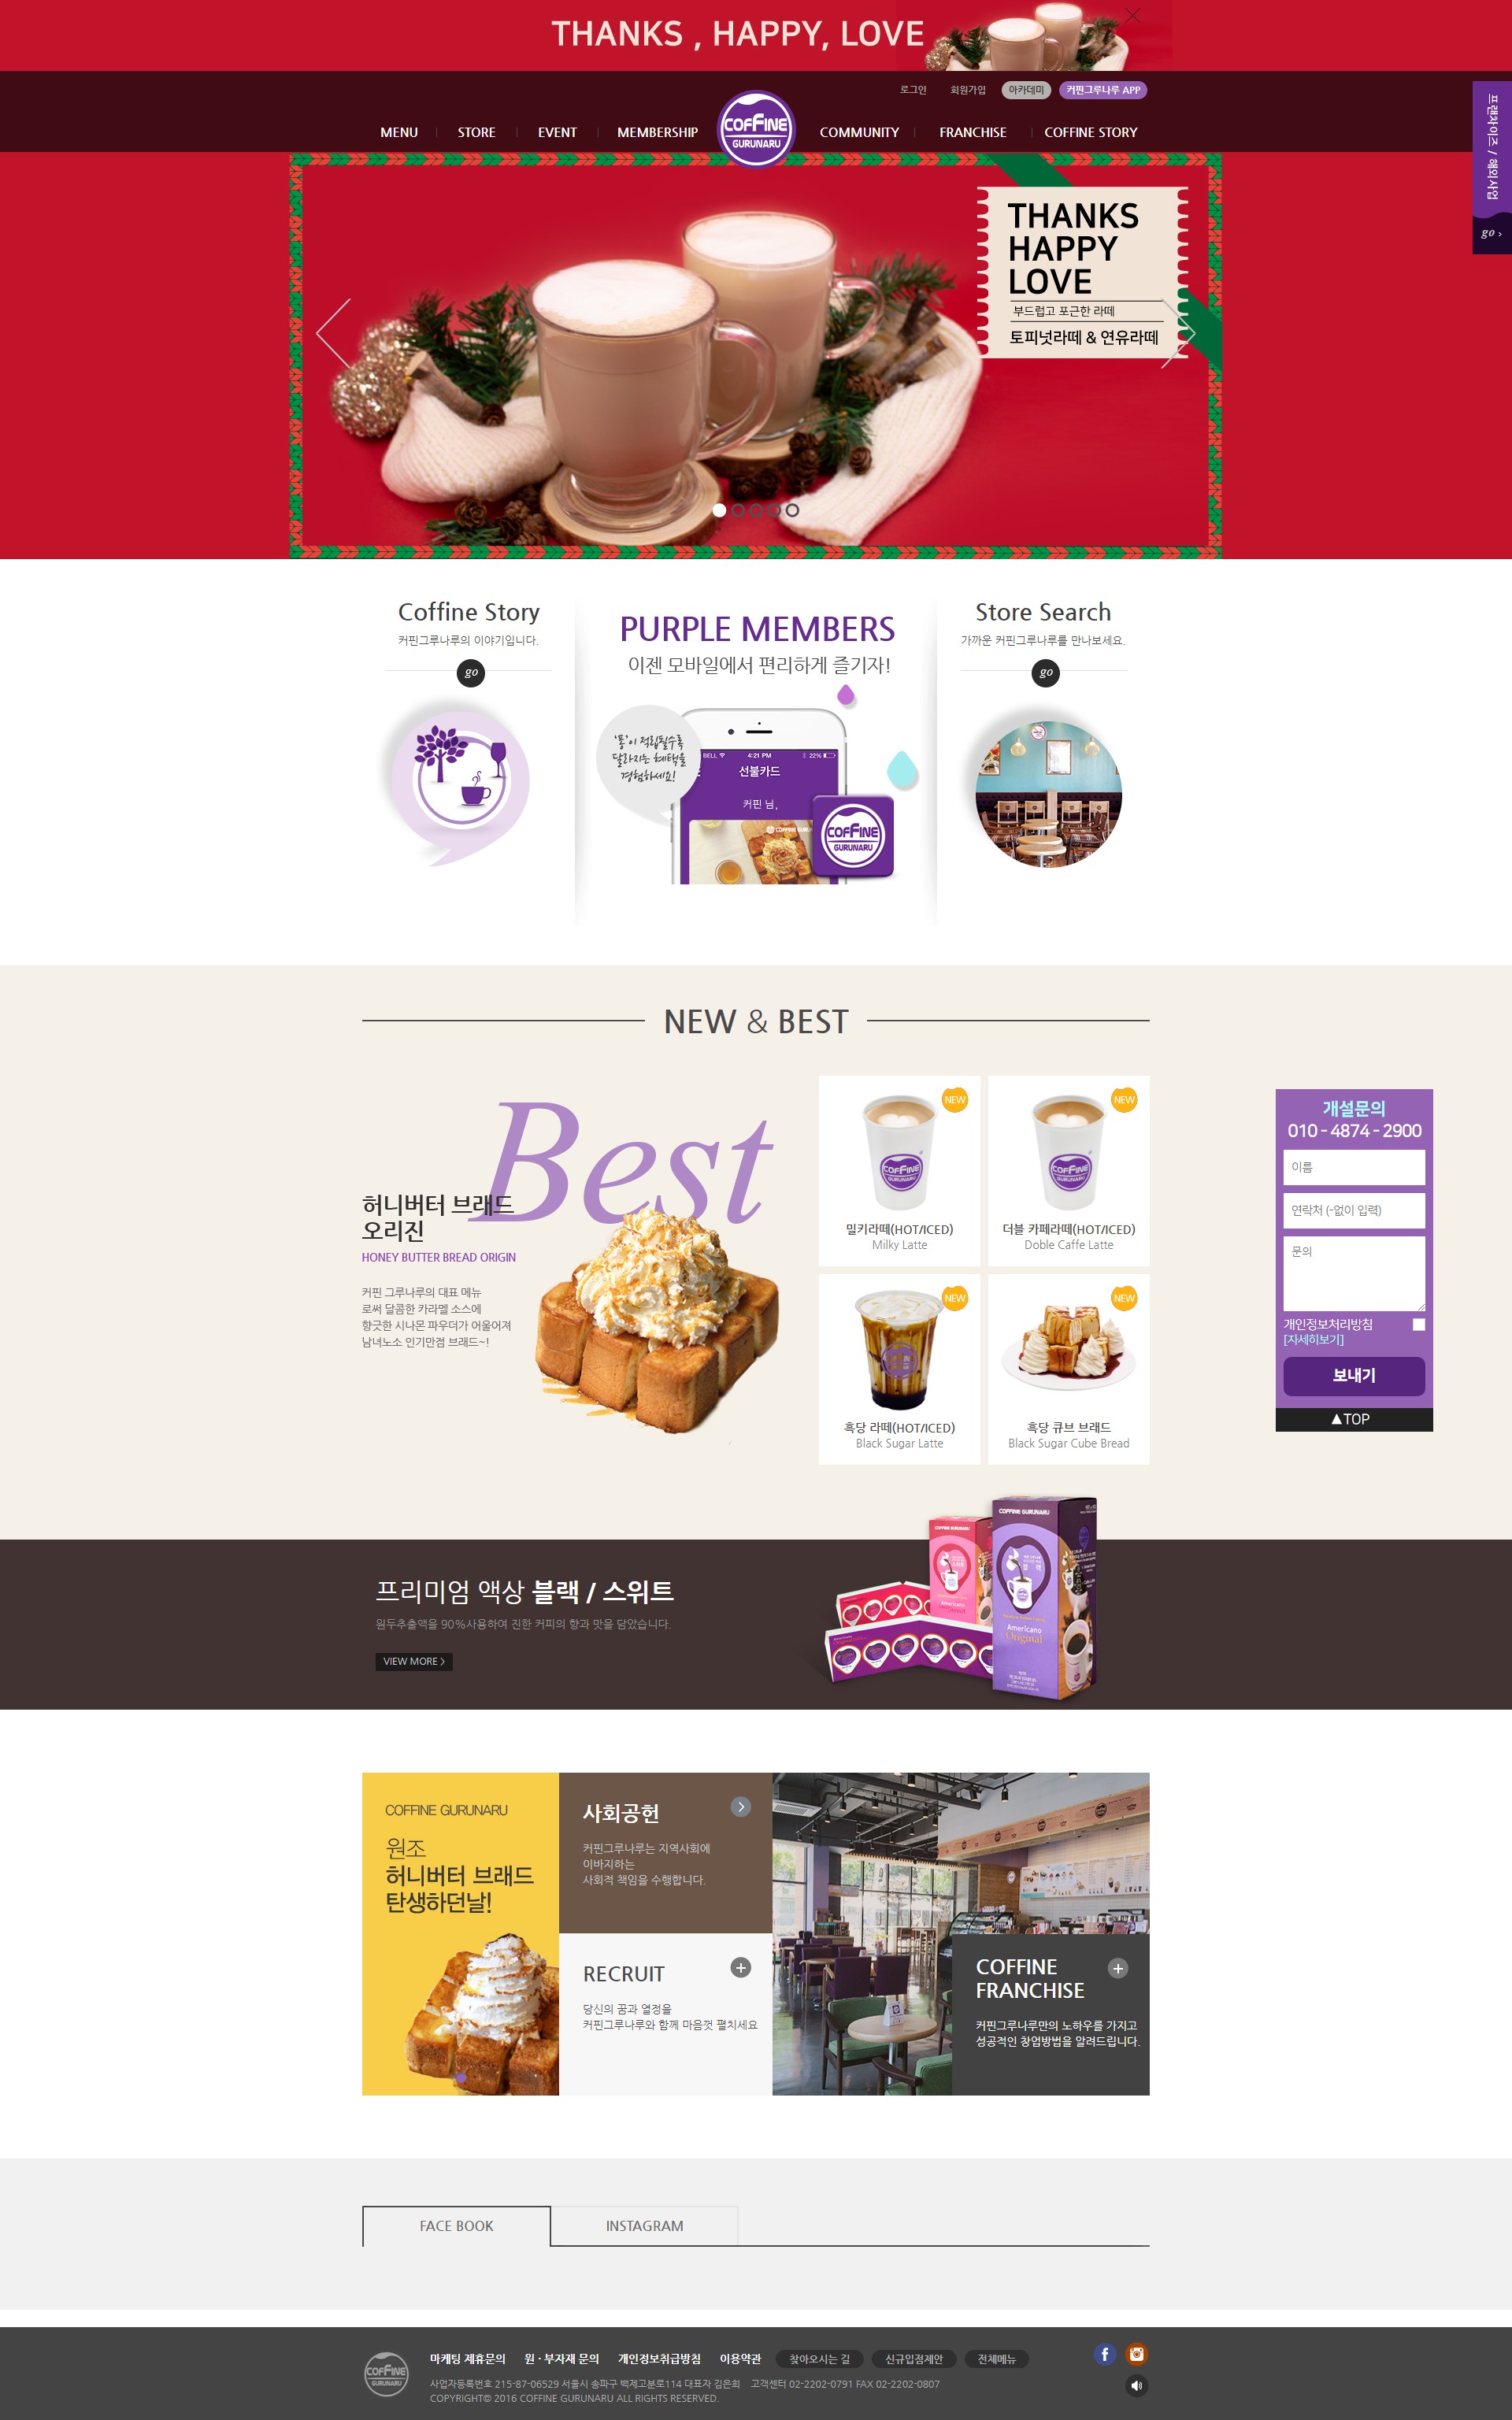 THANKS , HAPPY, LOVE
로그인
회원가입
아카데미
커핀그루나루 APP
MENU
STORE
EVENT
MEMBERSHIP
COFFINE
GURUNARU
COMMUNITY
FRANCHISE
COFFINE STORY
프랜차이즈 / 해외사업
go >
THANKS
HAPPY
LOVE
부드럽고 포근한 라떼
토피넛라떼 & 연유라떼
Coffine Story
커핀그루나루의 이야기입니다.
go
PURPLE MEMBERS
이젠 모바일에서 편리하게 즐기자!
'퐁'이 적립될수록
달라지는 혜택을
경험하세요!
BELL
4:21 PM
22%
선불카드
커핀 님,
COFFINE
GURUNARU
Store Search
가까운 커핀그루나루를 만나보세요.
go
NEW & BEST
Best
허니버터 브래드
오리진
HONEY BUTTER BREAD ORIGIN
커핀 그루나루의 대표 메뉴
로써 달콤한 카라멜 소스에
향긋한 시나몬 파우더가 어울어져
남녀노소 인기만점 브래드~!
NEW
COFFINE
GURUNARU
밀키라떼(HOT/ICED)
Milky Latte
NEW
COFFINE
GURUNARU
더블 카페라떼(HOT/ICED)
Doble Caffe Latte
NEW
흑당 라떼(HOT/ICED)
Black Sugar Latte
NEW
흑당 큐브 브래드
Black Sugar Cube Bread
개설문의
010 - 4874 - 2900
이름
연락처 (-없이 입력)
문의
개인정보처리방침
[자세히보기]
보내기
▲TOP
프리미엄 액상 블랙 / 스위트
원두추출액을 90%사용하여 진한 커피의 향과 맛을 담았습니다.
VIEW MORE >
COFFINE GURUNARU
COFFINE GURUNARU
Americano
Americano
Original
COFFINE GURUNARU
원조
허니버터 브래드
탄생하던날!
사회공헌
커핀그루나루는 지역사회에
이바지하는
사회적 책임을 수행합니다.
RECRUIT
당신의 꿈과 열정을
커핀그루나루와 함께 마음껏 펼치세요
COFFINE
FRANCHISE
커핀그루나루만의 노하우를 가지고
성공적인 창업방법을 알려드립니다.
FACE BOOK
INSTAGRAM
COFFINE
GURUNARU
마케팅 제휴문의
원 · 부자재 문의
개인정보취급방침
이용약관
찾아오시는 길
신규입점제안
전체메뉴
사업자등록번호 215-87-06529 서울시 송파구 백제고분로114 대표자 김은희 고객센터 02-2202-0791 FAX 02-2202-0807
COPYRIGHT© 2016 COFFINE GURUNARU ALL RIGHTS RESERVED.